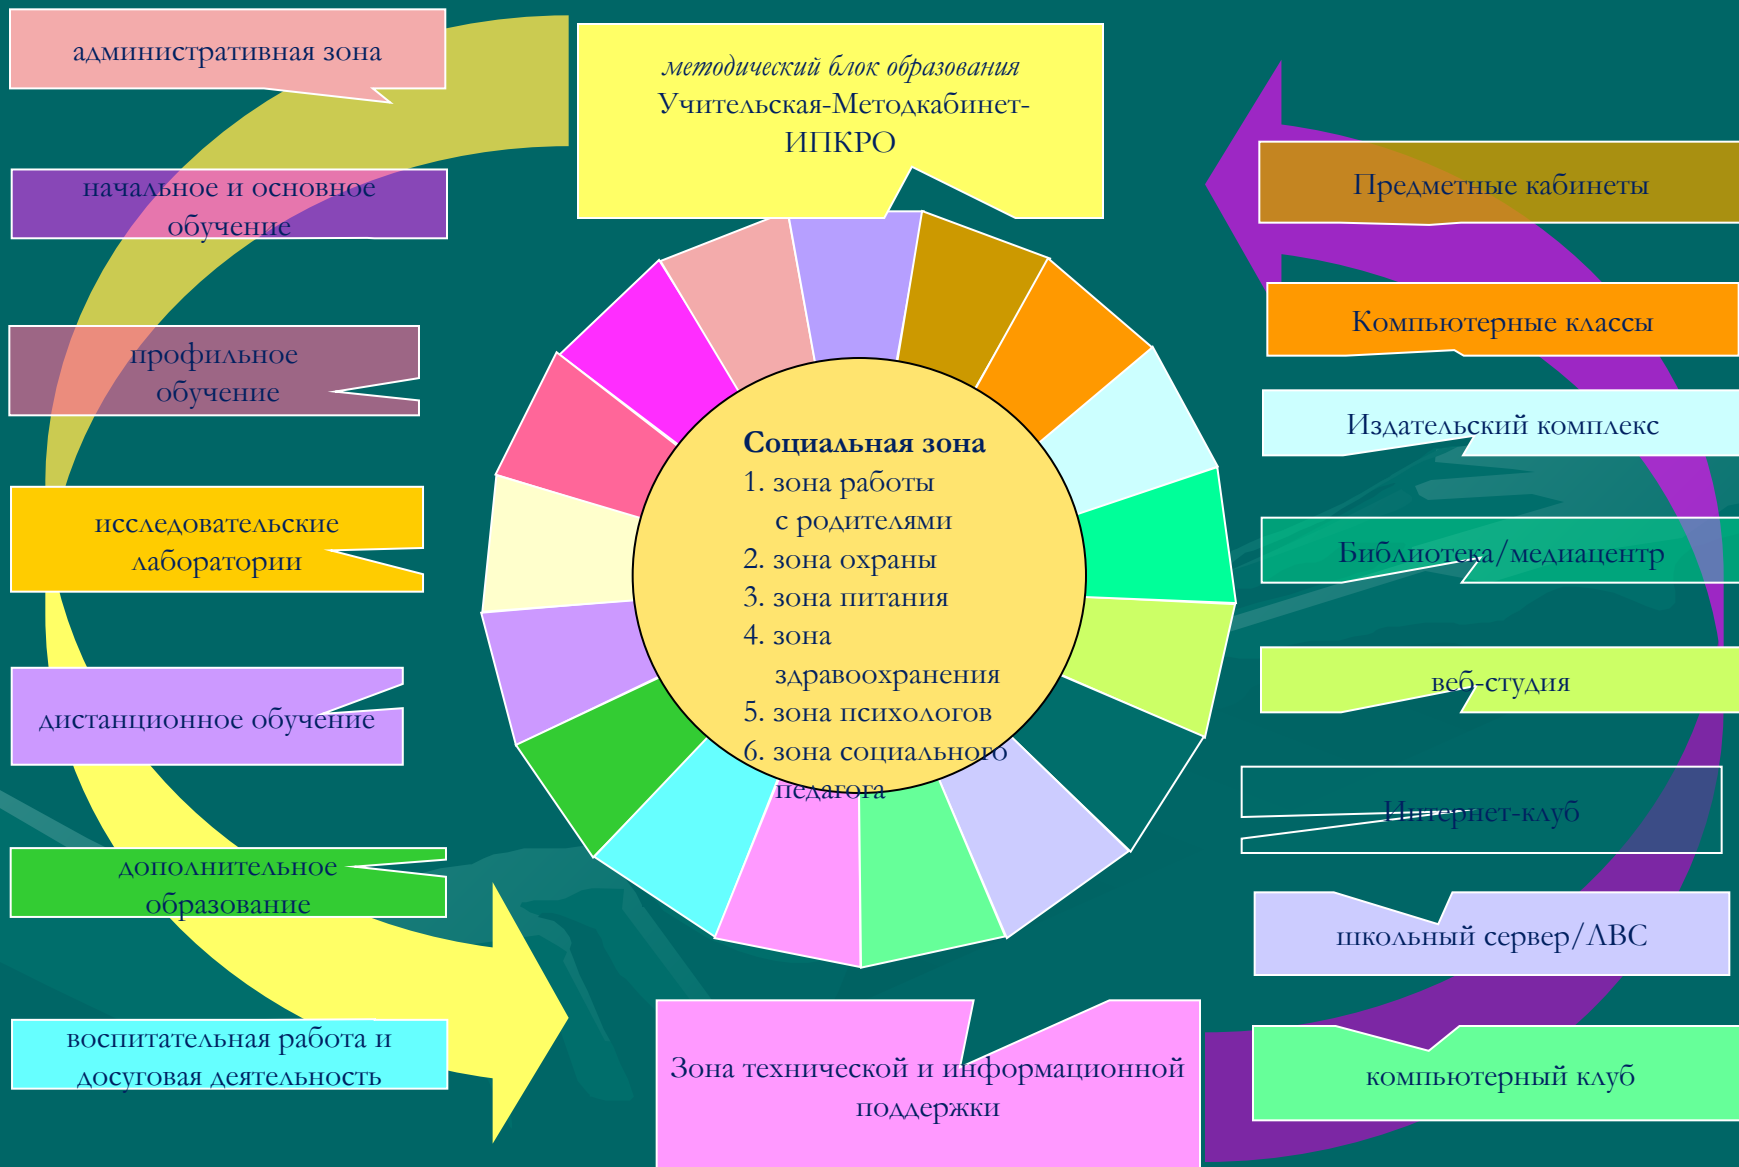 административная зона
начальное и основное
обучение
профильное
обучение
исследовательские
лаборатории
дистанционное обучение
дополнительное
образование
воспитательная работа и
досуговая деятельность
методический блок образования
Учительская-Методкабинет-
ИПКРО
Социальная зона
1. зона работы
с родителями
2. зона охраны
3. зона питания
4. зона
здравоохранения
5. зона психологов
6. зона социального
педагога
Зона технической и информационной
поддержки
Предметные кабинеты
Компьютерные классы
Издательский комплекс
Библиотека/медиацентр
веб-студия
Интернет-клуб
школьный сервер/ЛВС
компьютерный клуб